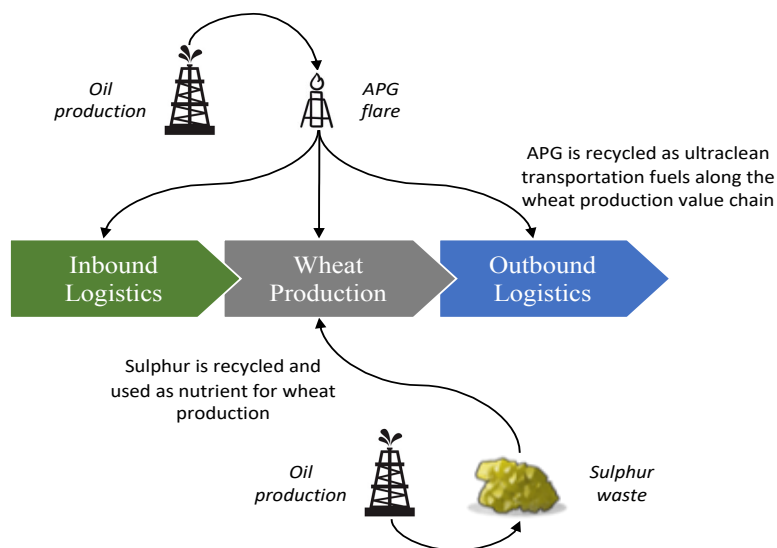 Oil
production
APG
flare
APG is recycled as ultraclean
transportation fuels along the
wheat production value chain
Inbound
Logistics
Wheat
Production
Outbound
Logistics
Sulphur is recycled and
used as nutrient for wheat
production
Oil
production
Sulphur
waste